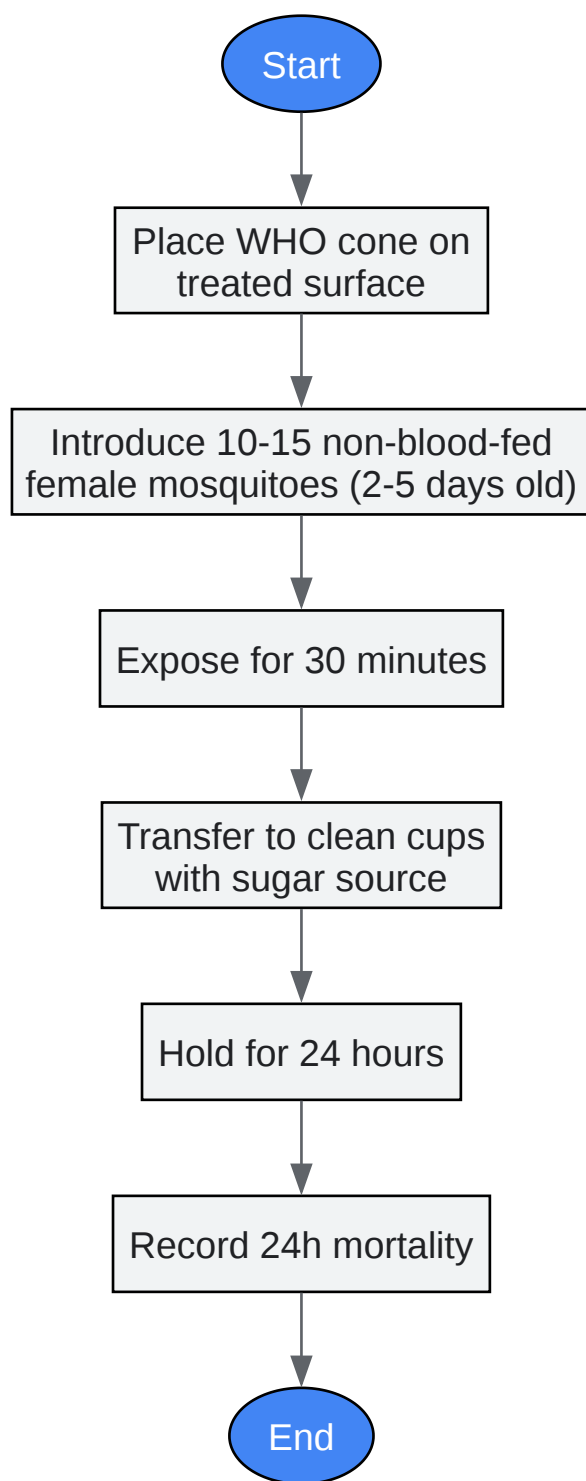 Start
Place WHO cone on
treated surface
Introduce 10-15 non-blood-fed
female mosquitoes (2-5 days old)
Expose for 30 minutes
Transfer to clean cups
with sugar source
Hold for 24 hours
Record 24h mortality
End